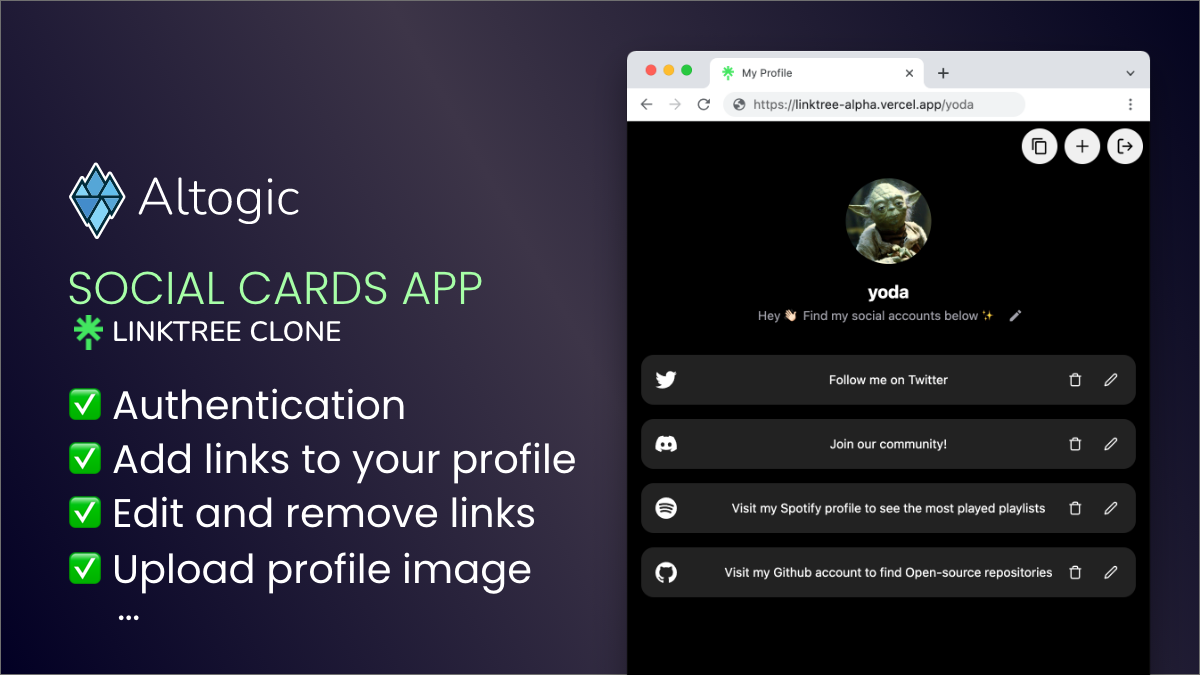 Altogic
SOCIAL CARDS APP
LINKTREE CLONE
✅ Authentication
✅ Add links to your profile
✅ Edit and remove links
✅ Upload profile image
...
My Profile
https://linktree-alpha.vercel.app/yoda
yoda
Hey 👋🏻 Find my social accounts below ✨
Follow me on Twitter
Join our community!
Visit my Spotify profile to see the most played playlists
Visit my Github account to find Open-source repositories